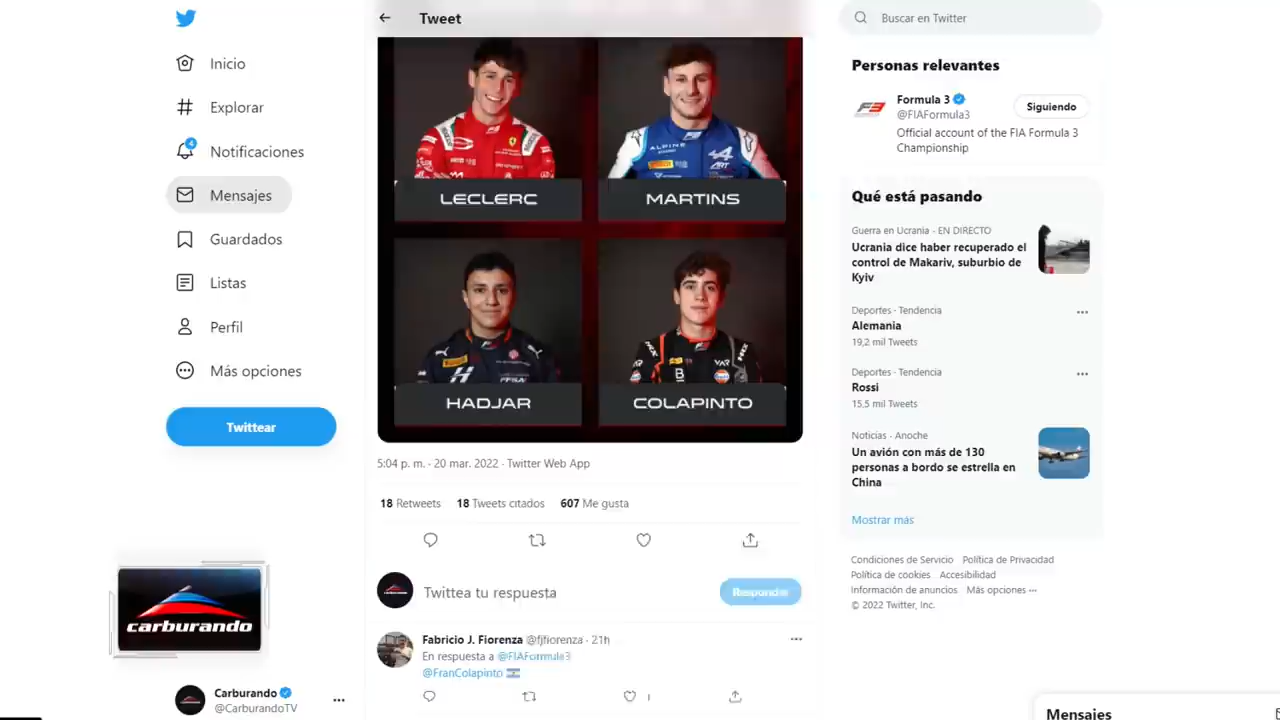 Inicio
Explorar
4
Notificaciones
Mensajes
Guardados
Listas
Perfil
Más opciones
Twittear
carburando
Carburando
@CarburandoTV
Tweet
ALPINE
LECLERC
MARTINS
HADJAR
COLAPINTO
5:04 p. m. · 20 mar. 2022 · Twitter Web App
18 Retweets 18 Tweets citados 607 Me gusta
Twittea tu respuesta
Responder
Fabricio J. Fiorenza @fjfiorenza · 21h
En respuesta a @FIAFormula3
@FranColapinto
1
Buscar en Twitter
Personas relevantes
F3
Formula 3
@FIAFormula3
Siguiendo
Official account of the FIA Formula 3
Championship
Qué está pasando
Guerra en Ucrania · EN DIRECTO
Ucrania dice haber recuperado el
control de Makariv, suburbio de
Kyiv
Deportes · Tendencia
Alemania
19,2 mil Tweets
Deportes · Tendencia
Rossi
15,5 mil Tweets
Noticias · Anoche
Un avión con más de 130
personas a bordo se estrella en
China
Mostrar más
Condiciones de Servicio Política de Privacidad
Política de cookies Accesibilidad
Información de anuncios Más opciones ···
© 2022 Twitter, Inc.
Mensajes